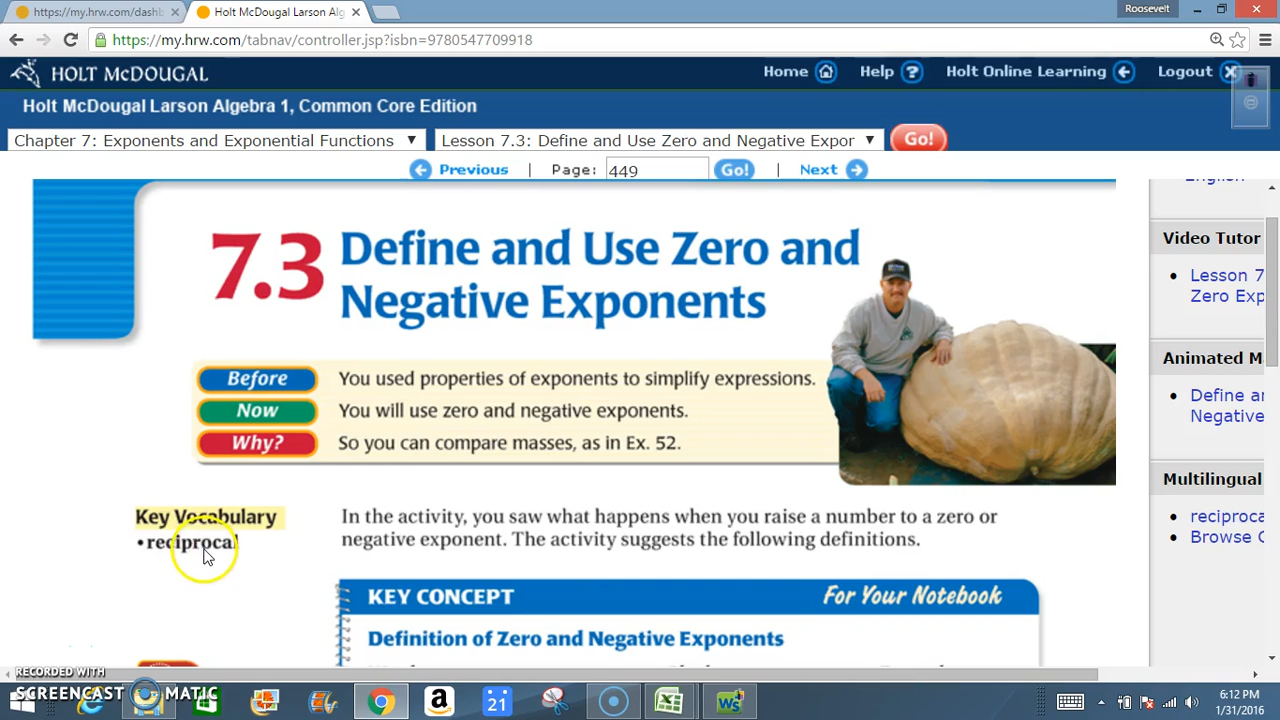 https://my.hrw.com/dashb
Holt McDougal Larson Alg
Roosevelt
https://my.hrw.com/tabnav/controller.jsp?isbn=9780547709918
HOLT McDOUGAL
Home
Help ?
Holt Online Learning
Logout X
Holt McDougal Larson Algebra 1, Common Core Edition
Chapter 7: Exponents and Exponential Functions
Lesson 7.3: Define and Use Zero and Negative Expor
Go!
Previous | Page: 449 Go! | Next
English
7.3 Define and Use Zero and
Negative Exponents
Before You used properties of exponents to simplify expressions.
Now You will use zero and negative exponents.
Why? So you can compare masses, as in Ex. 52.
Key Vocabulary
• reciprocal
In the activity, you saw what happens when you raise a number to a zero or
negative exponent. The activity suggests the following definitions.
KEY CONCEPT
For Your Notebook
Definition of Zero and Negative Exponents
Video Tutor
Lesson 7
Zero Exp
Animated M
Define an
Negative
Multilingual
reciproca
Browse
RECORDED WITH
SCREENCAST MATIC
21
6:12 PM
1/31/2016